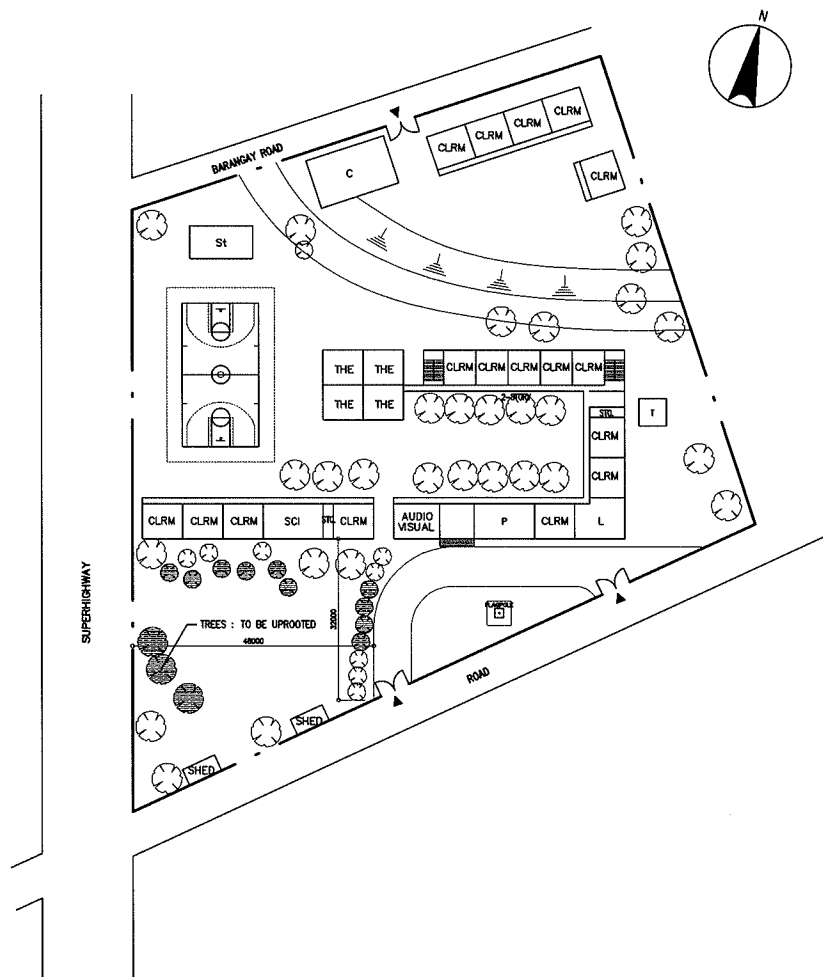 N
BARANGAY ROAD
C
CLRM
CLRM
CLRM
CLRM
CLRM
St
THE
THE
THE
THE
CLRM
CLRM
CLRM
CLRM
CLRM
2-STORY
STO.
T
CLRM
CLRM
CLRM
CLRM
CLRM
SCI
STO.
CLRM
AUDIO
VISUAL
P
CLRM
L
SUPERHIGHWAY
TREES : TO BE UPROOTED
48000
32000
FLAGPOLE
ROAD
SHED
SHED